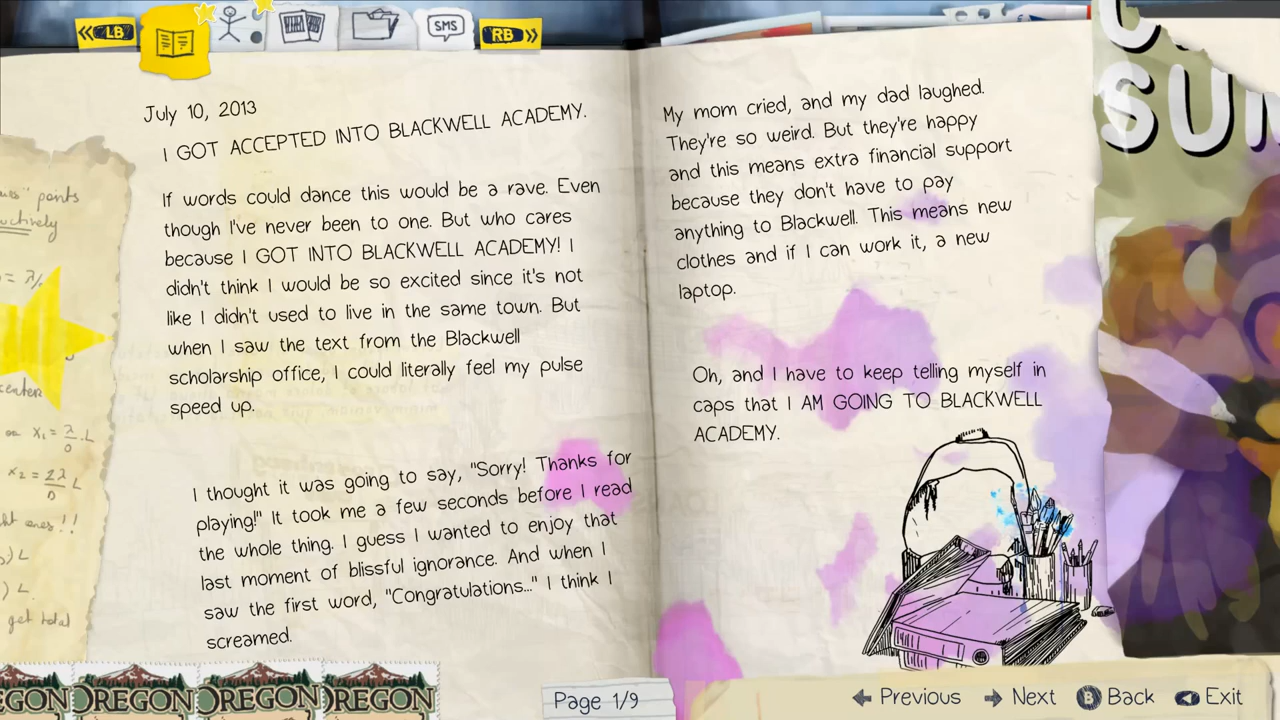 LB
SMS
RB
July 10, 2013
I GOT ACCEPTED INTO BLACKWELL ACADEMY.
If words could dance this would be a rave. Even
though I've never been to one. But who cares
because I GOT INTO BLACKWELL ACADEMY! I
didn't think I would be so excited since it's not
like I didn't used to live in the same town. But
when I saw the text from the Blackwell
scholarship office, I could literally feel my pulse
speed up.
I thought it was going to say, "Sorry! Thanks for
playing!" It took me a few seconds before I read
the whole thing. I guess I wanted to enjoy that
last moment of blissful ignorance. And when I
saw the first word, "Congratulations..." I think I
screamed.
My mom cried, and my dad laughed.
They're so weird. But they're happy
and this means extra financial support
because they don't have to pay
anything to Blackwell. This means new
clothes and if I can work it, a new
laptop.
Oh, and I have to keep telling myself in
caps that I AM GOING TO BLACKWELL
ACADEMY.
points
get total
EGON OREGON OREGON OREGON
Page 1/9
Previous Next B Back Exit